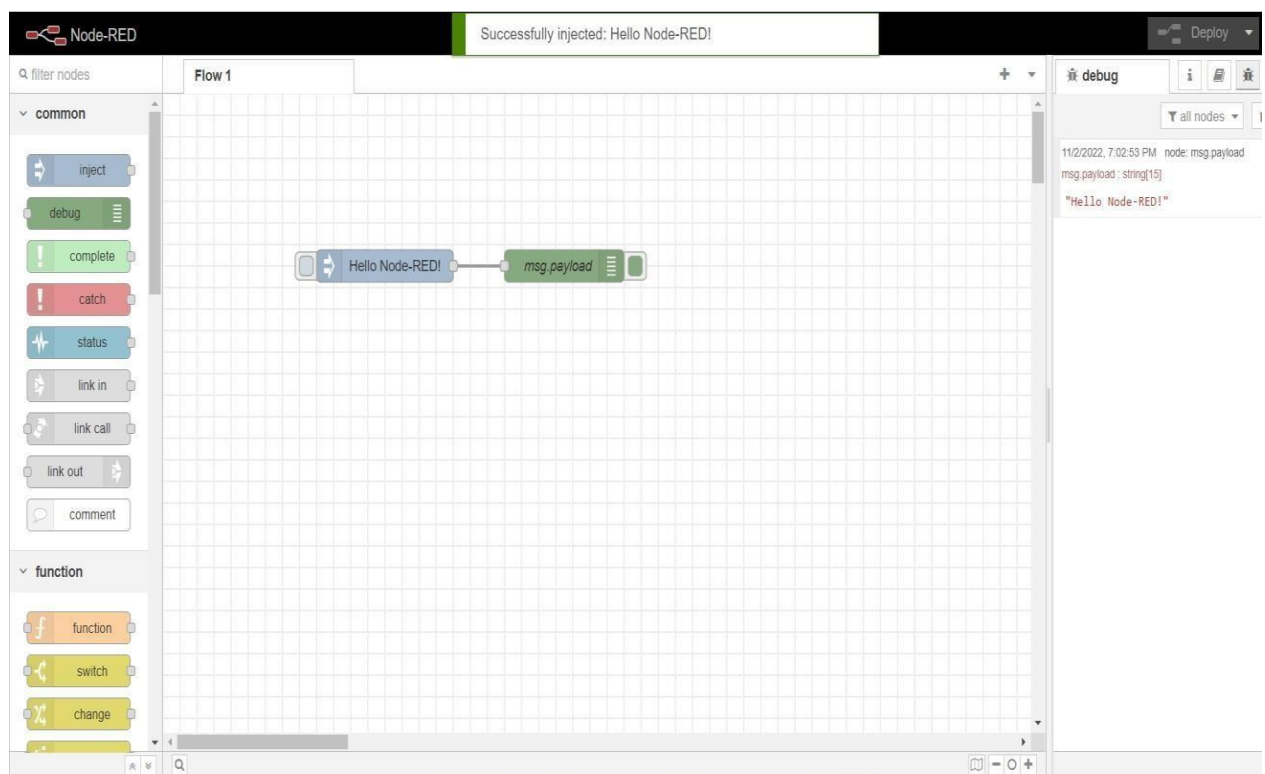 Node-RED
Successfully injected: Hello Node-RED!
Deploy
filter nodes
Flow 1
debug
i
common
all nodes
inject
11/2/2022, 7:02:53 PM node: msg.payload
msg.payload : string[15]
"Hello Node-RED!"
debug
complete
Hello Node-RED!
msg.payload
catch
status
link in
link call
link out
comment
function
function
switch
change